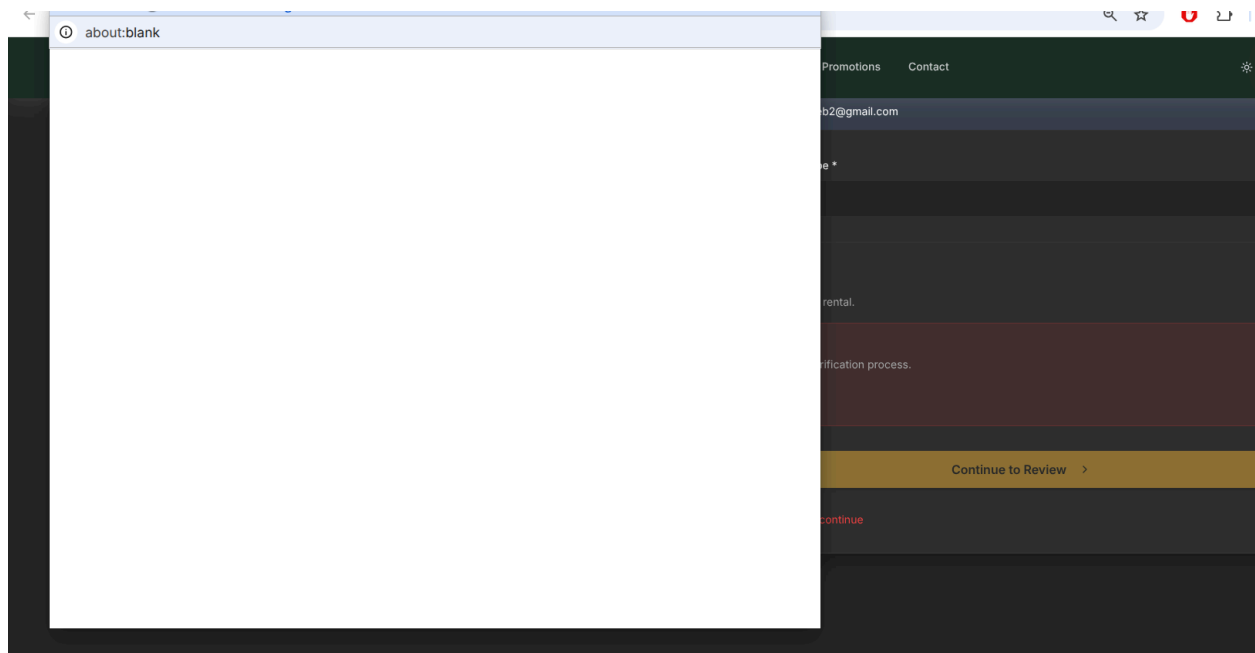 about:blank
Promotions Contact
b2@gmail.com
e *
rental.
rification process.
Continue to Review >
continue